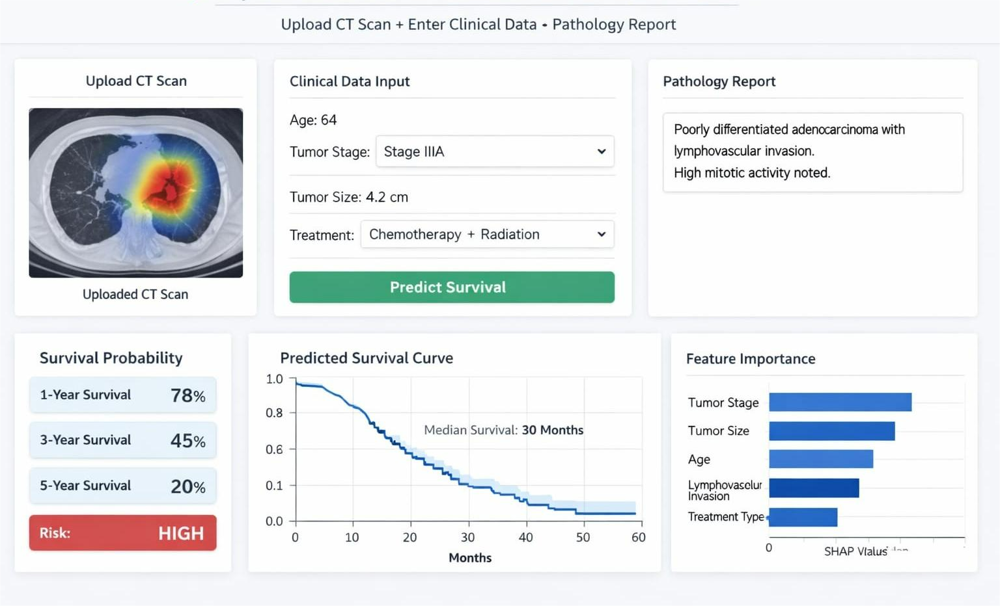 Upload CT Scan + Enter Clinical Data • Pathology Report
Upload CT Scan
Uploaded CT Scan
Clinical Data Input
Age: 64
Tumor Stage: Stage IIIA
Tumor Size: 4.2 cm
Treatment: Chemotherapy + Radiation
Predict Survival
Pathology Report
Poorly differentiated adenocarcinoma with
lymphovascular invasion.
High mitotic activity noted.
Survival Probability
1-Year Survival 78%
3-Year Survival 45%
5-Year Survival 20%
Risk: HIGH
Predicted Survival Curve
1.0
0.8
0.6
0.1
0.0
Median Survival: 30 Months
0 10 20 30 40 50 60
Months
Feature Importance
Tumor Stage
Tumor Size
Age
Lymphovasclur
Invasion
Treatment Type
0
SHAP